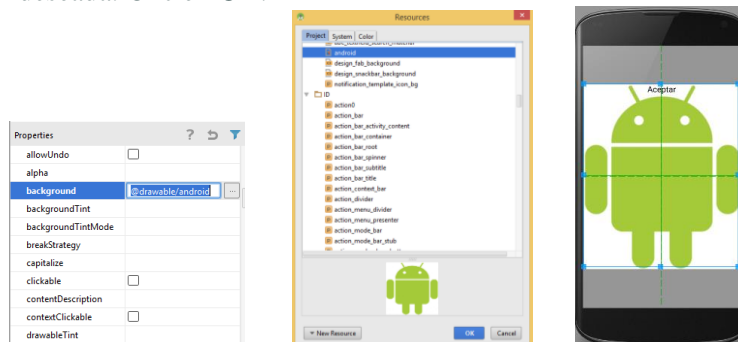 Properties
allowUndo
alpha
background @drawable/android ...
backgroundTint
backgroundTintMode
breakStrategy
capitalize
clickable
contentDescription
contextClickable
drawableTint
Resources
Project System Color
android
design_fab_background
design_snackbar_background
notification_template_icon_bg
ID
action0
action_bar
action_bar_activity_content
action_bar_container
action_bar_root
action_bar_spinner
action_bar_subtitle
action_bar_title
action_context_bar
action_divider
action_menu_divider
action_menu_presenter
action_mode_bar
action_mode_bar_stub
New Resource OK Cancel
Aceptar